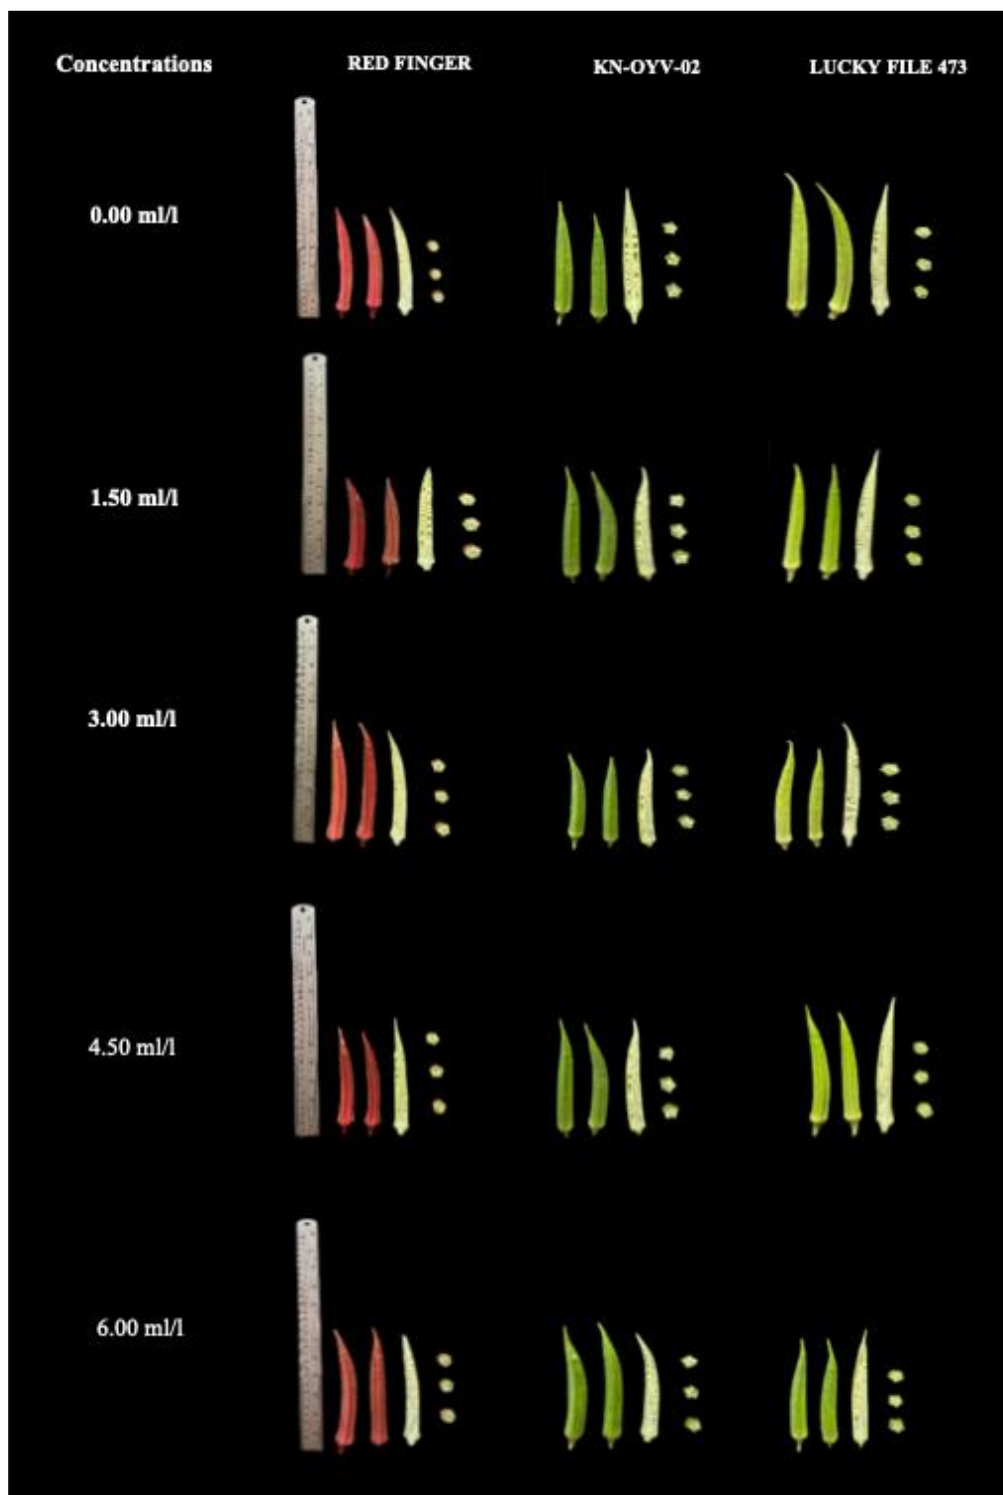 Concentrations RED FINGER KN-OYV-02 LUCKY FILE 473
0.00 ml/l
1.50 ml/l
3.00 ml/l
4.50 ml/l
6.00 ml/l